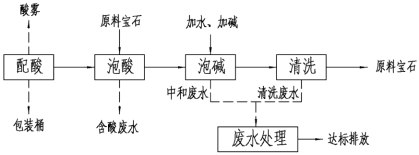 酸雾
原料宝石
加水、加碱
配酸
泡酸
泡碱
清洗
原料宝石
中和废水
清洗废水
包装桶
含酸废水
废水处理
达标排放